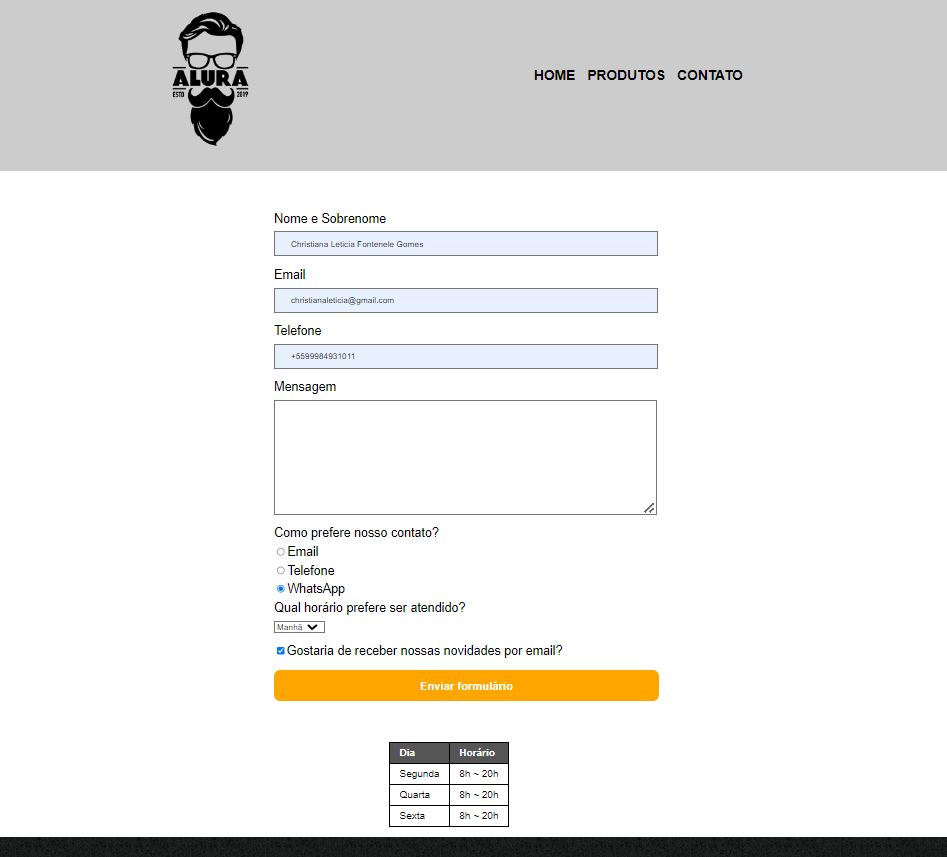 ALURA
ESTD 2019
HOME PRODUTOS CONTATO
Nome e Sobrenome
Christiana Leticia Fontenele Gomes
Email
christianaleticia@gmail.com
Telefone
+5599984931011
Mensagem
Como prefere nosso contato?
Email
Telefone
WhatsApp
Qual horário prefere ser atendido?
Manhã
Gostaria de receber nossas novidades por email?
Enviar formulário
Dia Horário
Segunda 8h ~ 20h
Quarta 8h ~ 20h
Sexta 8h ~ 20h